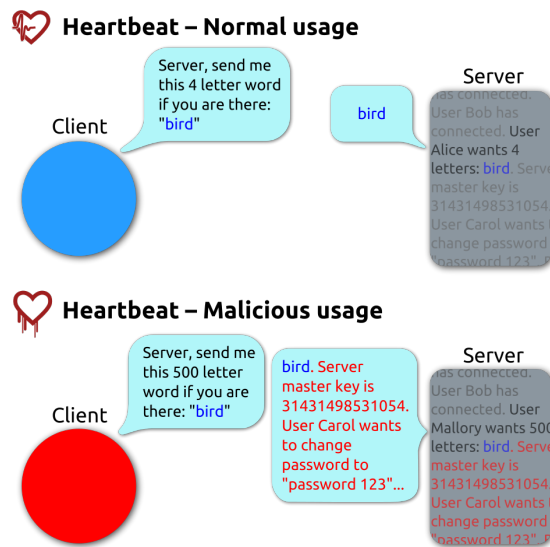 Heartbeat – Normal usage
Server, send me
this 4 letter word
if you are there:
"bird"
Client
bird
Server
has connected.
User Bob has
connected. User
Alice wants 4
letters: bird. Serve
master key is
31431498531054.
User Carol wants
change password
"password 123"
Heartbeat – Malicious usage
Server, send me
this 500 letter
word if you are
there: "bird"
Client
bird. Server
master key is
31431498531054.
User Carol wants
to change
password to
"password 123"...
Server
has connected.
User Bob has
connected. User
Mallory wants 500
letters: bird. Serve
master key is
31431498531054
User Carol wants
change password
"password 123"